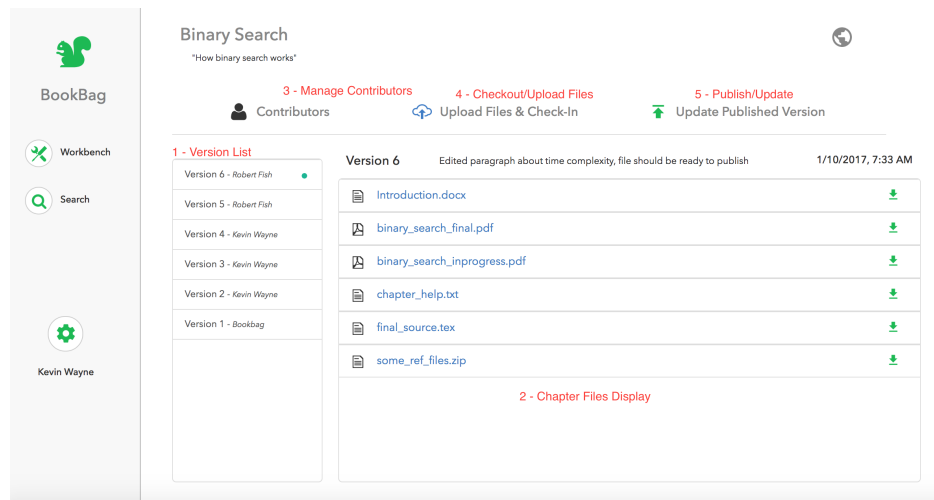 BookBag
Workbench
Search
Kevin Wayne
Binary Search
"How binary search works"
3 - Manage Contributors
4 - Checkout/Upload Files
5 - Publish/Update
Contributors
Upload Files & Check-In
Update Published Version
1 - Version List
Version 6 - Robert Fish
Version 5 - Robert Fish
Version 4 - Kevin Wayne
Version 3 - Kevin Wayne
Version 2 - Kevin Wayne
Version 1 - Bookbag
Version 6 Edited paragraph about time complexity, file should be ready to publish 1/10/2017, 7:33 AM
Introduction.docx
binary_search_final.pdf
binary_search_inprogress.pdf
chapter_help.txt
final_source.tex
some_ref_files.zip
2 - Chapter Files Display